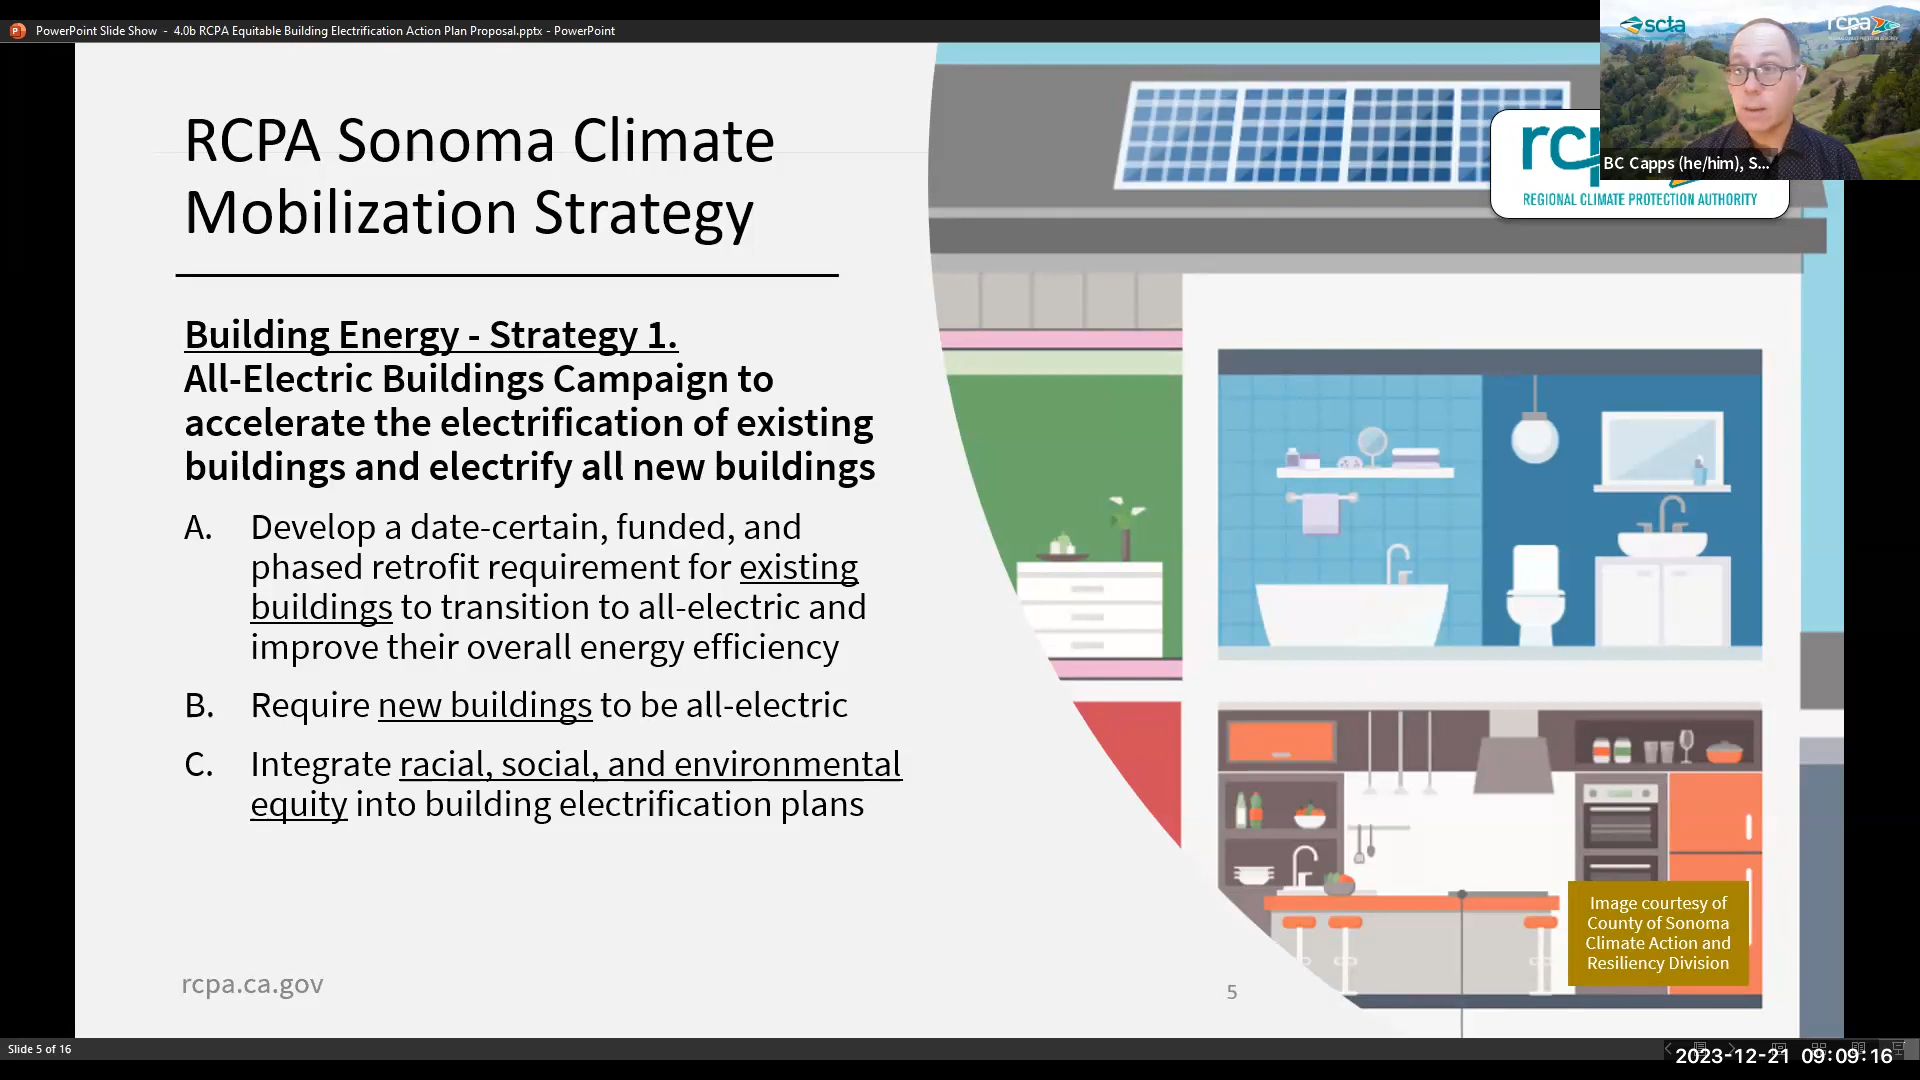 PowerPoint Slide Show - 4.0b RCPA Equitable Building Electrification Action Plan Proposal.pptx - PowerPoint
scta
rcpa
BC Capps (he/him), S...
RCPA Sonoma Climate
Mobilization Strategy
REGIONAL CLIMATE PROTECTION AUTHORITY
Building Energy - Strategy 1.
All-Electric Buildings Campaign to
accelerate the electrification of existing
buildings and electrify all new buildings
A. Develop a date-certain, funded, and
phased retrofit requirement for existing
buildings to transition to all-electric and
improve their overall energy efficiency
B. Require new buildings to be all-electric
C. Integrate racial, social, and environmental
equity into building electrification plans
Image courtesy of
County of Sonoma
Climate Action and
Resiliency Division
rcpa.ca.gov
5
Slide 5 of 16
2023-12-21 09:09:16